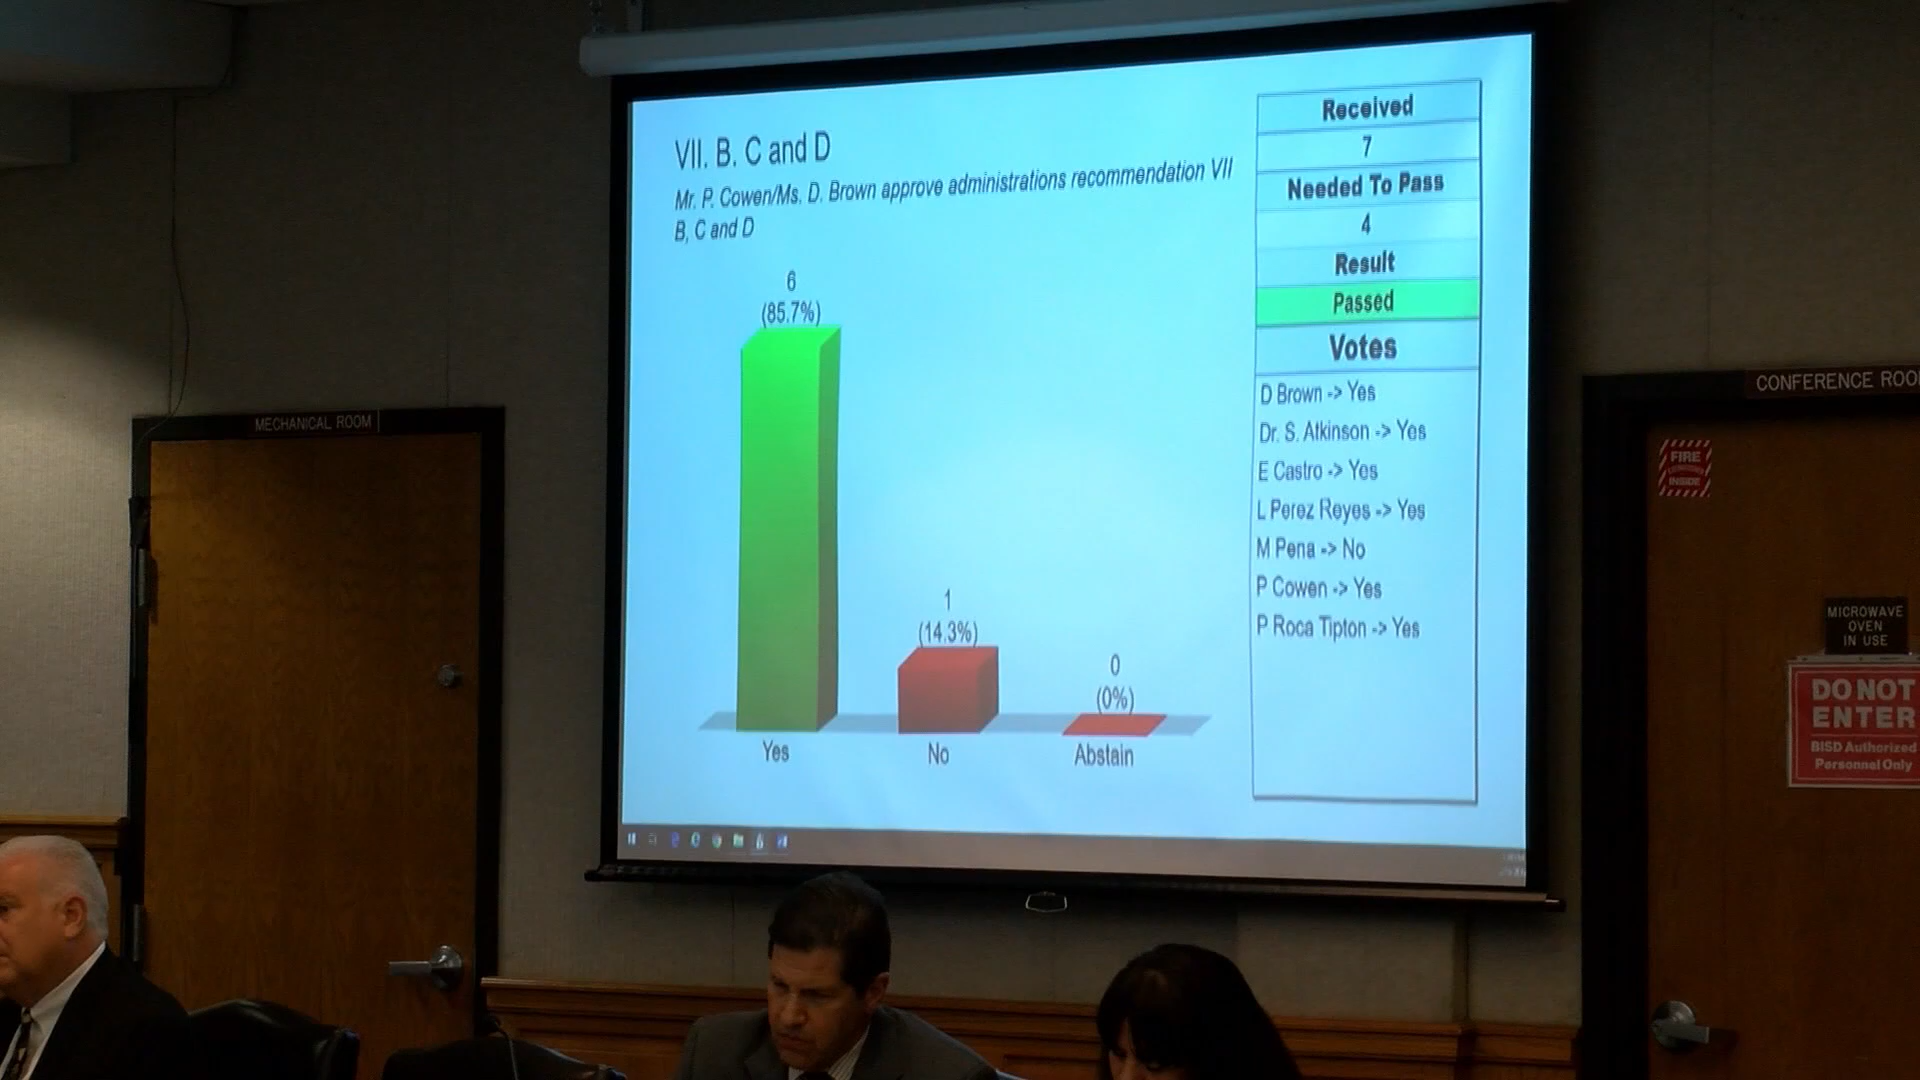 VII. B. C and D
Mr. P. Cowen/Ms. D. Brown approve administrations recommendation VII
B, C and D
6
(85.7%)
1
(14.3%)
0
(0%)
Yes
No
Abstain
Received
7
Needed To Pass
4
Result
Passed
Votes
D Brown -> Yes
Dr. S. Atkinson -> Yes
E Castro -> Yes
L Perez Reyes -> Yes
M Pena -> No
P Cowen -> Yes
P Roca Tipton -> Yes
MECHANICAL ROOM
CONFERENCE ROO
FIRE
INSIDE
MICROWAVE
OVEN
IN USE
DO NOT
ENTER
BISD Authorized
Personnal Only